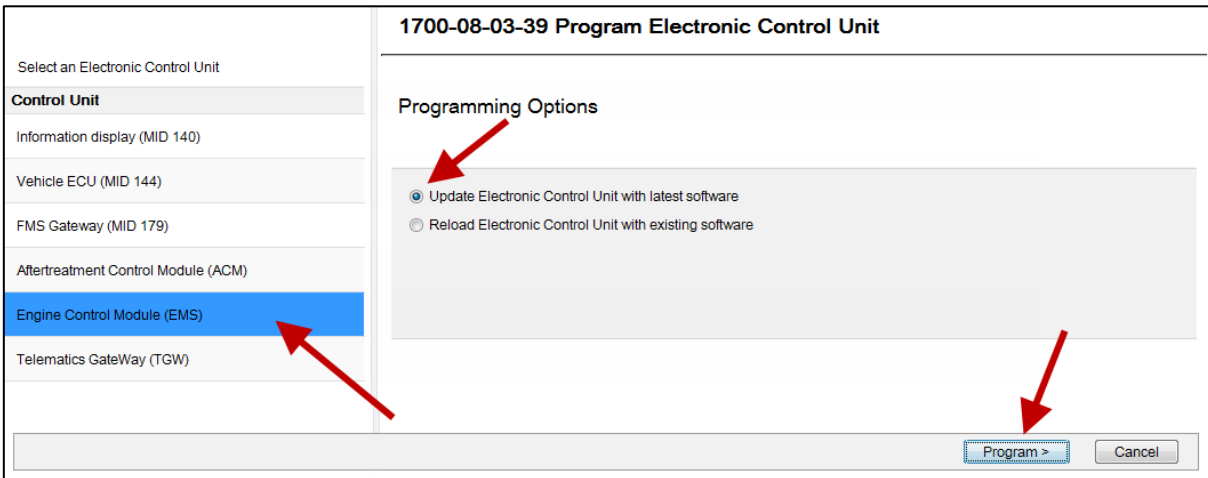 1700-08-03-39 Program Electronic Control Unit
Select an Electronic Control Unit
Control Unit
Information display (MID 140)
Vehicle ECU (MID 144)
FMS Gateway (MID 179)
Aftertreatment Control Module (ACM)
Engine Control Module (EMS)
Telematics GateWay (TGW)
Programming Options
Update Electronic Control Unit with latest software
Reload Electronic Control Unit with existing software
Program >
Cancel